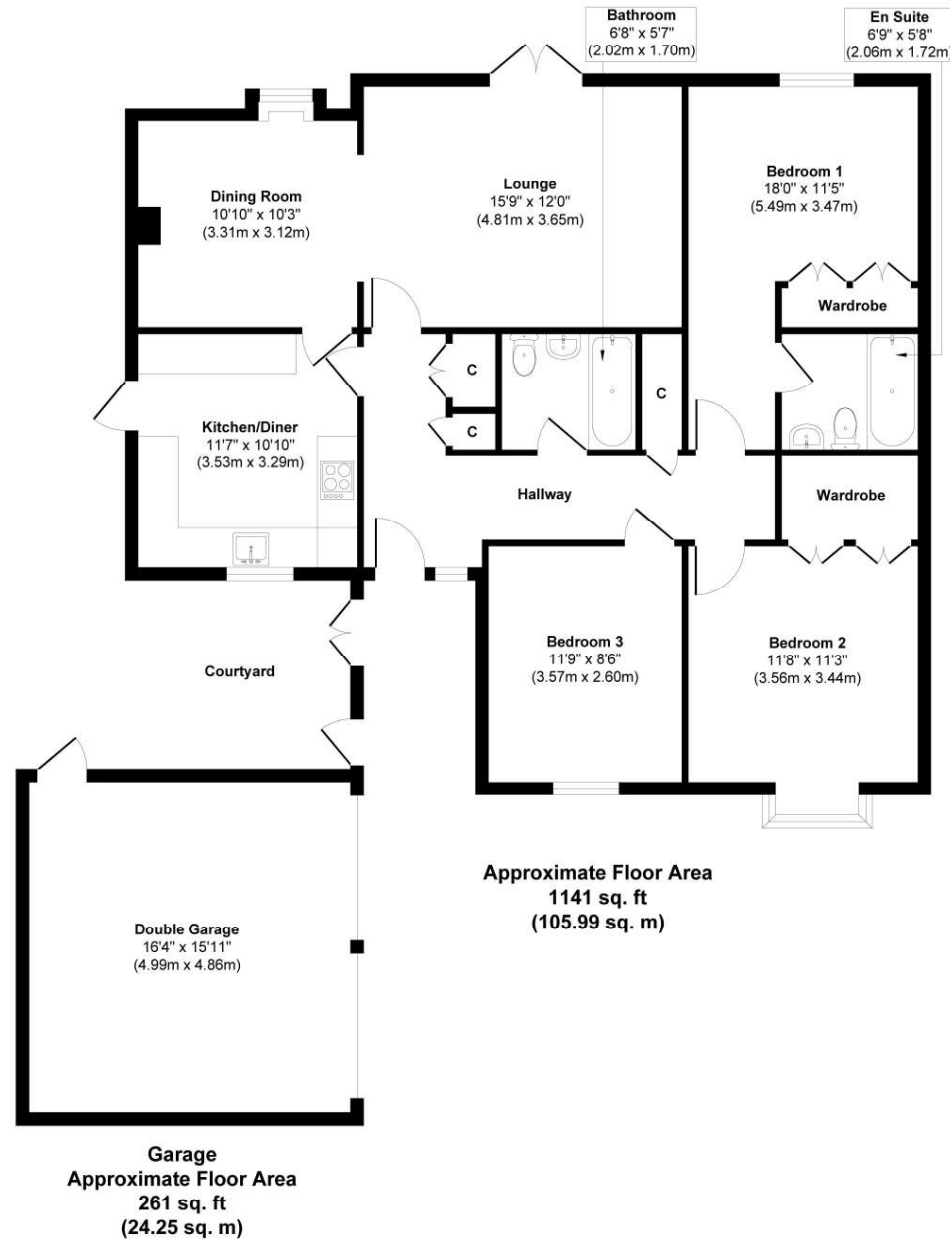 Bathroom
6'8" x 5'7"
(2.02m x 1.70m)
En Suite
6'9" x 5'8"
(2.06m x 1.72m)
Dining Room
10'10" x 10'3"
(3.31m x 3.12m)
Lounge
15'9" x 12'0"
(4.81m x 3.65m)
Bedroom 1
18'0" x 11'5"
(5.49m x 3.47m)
Wardrobe
Kitchen/Diner
11'7" x 10'10"
(3.53m x 3.29m)
C
C
C
Hallway
Wardrobe
Courtyard
Bedroom 3
11'9" x 8'6"
(3.57m x 2.60m)
Bedroom 2
11'8" x 11'3"
(3.56m x 3.44m)
Approximate Floor Area
1141 sq. ft
(105.99 sq. m)
Double Garage
16'4" x 15'11"
(4.99m x 4.86m)
Garage
Approximate Floor Area
261 sq. ft
(24.25 sq. m)